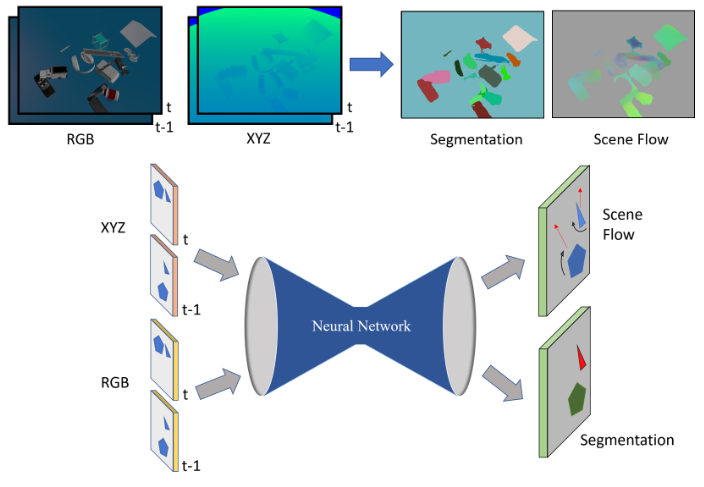 t
t-1
RGB
t
t-1
XYZ
Segmentation
Scene Flow
XYZ
t
t-1
RGB
t
t-1
Neural Network
Scene
Flow
Segmentation